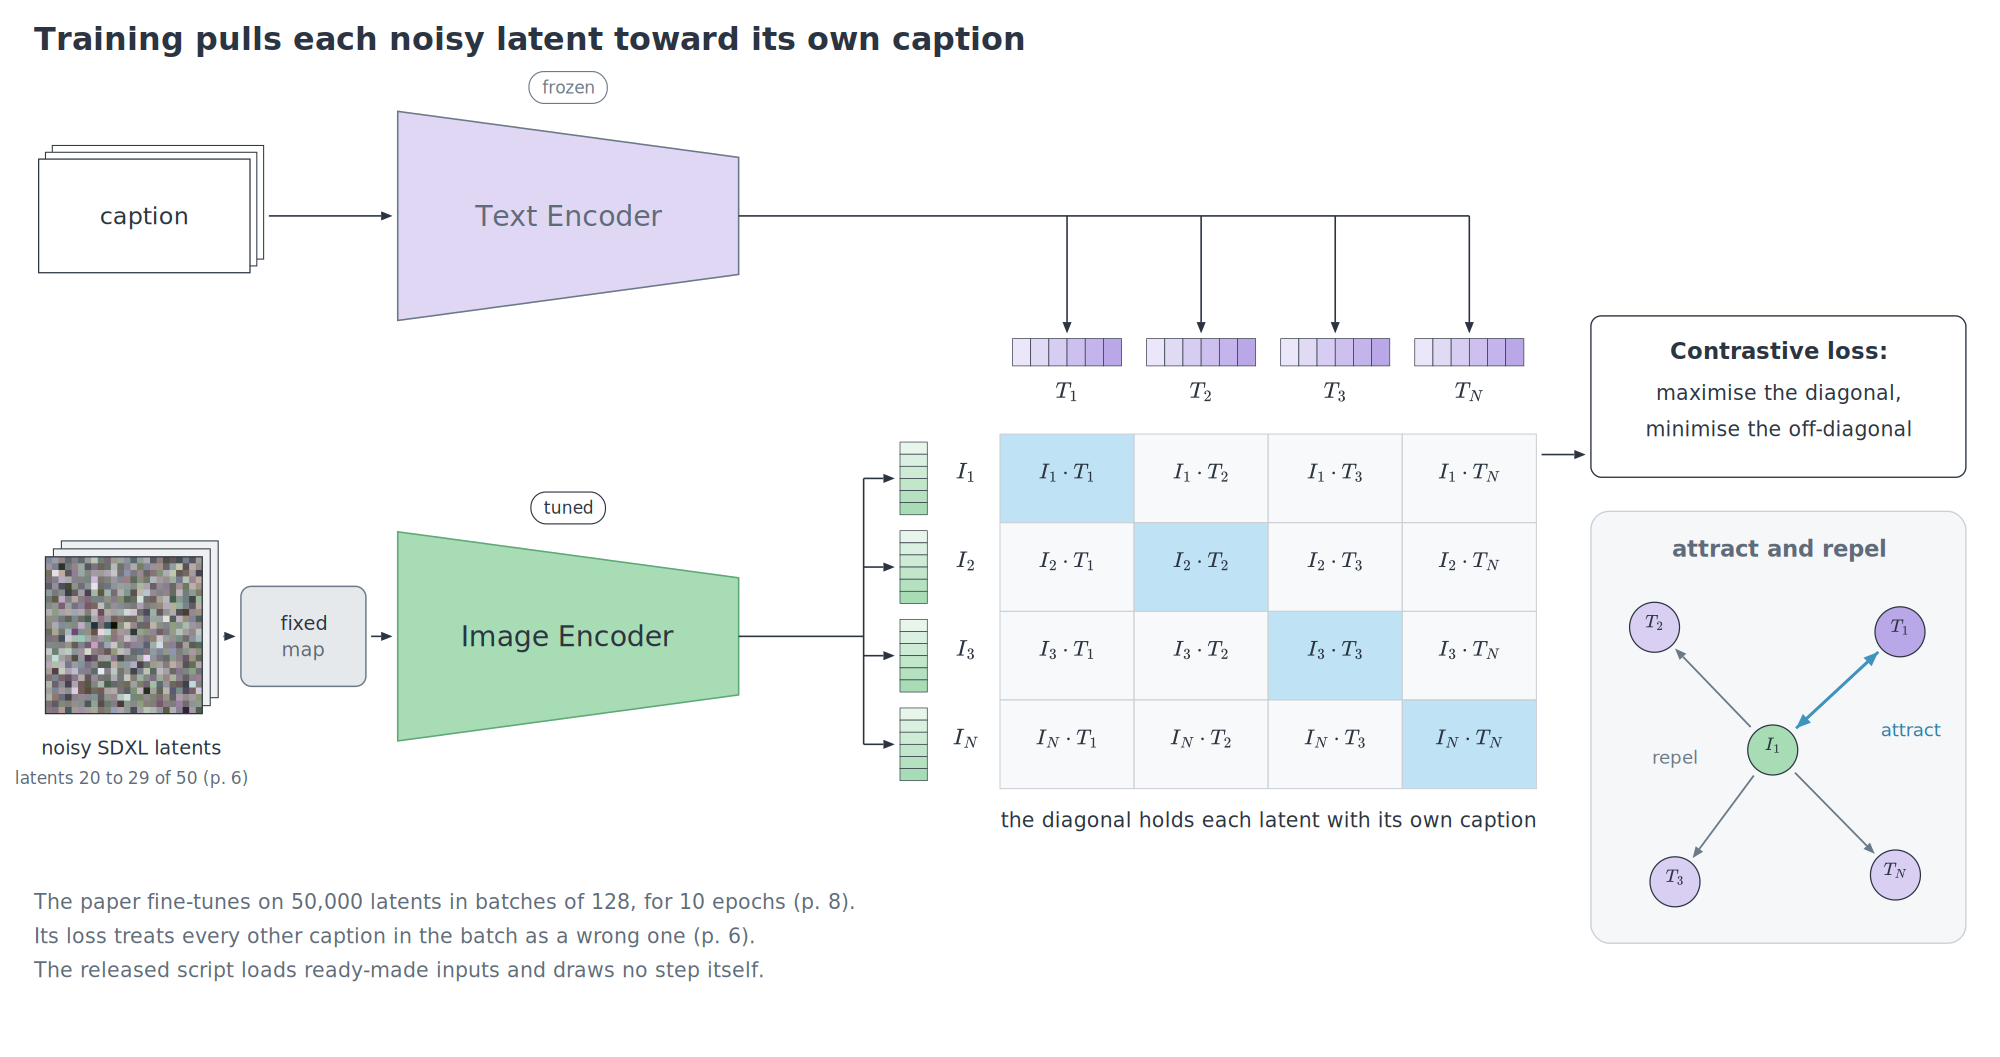 Training pulls each noisy latent toward its own caption
frozen
caption
Text Encoder
T₁ T₂ T₃ T_N
Contrastive loss:
maximise the diagonal,
minimise the off-diagonal
tuned
fixed
map
Image Encoder
noisy SDXL latents
latents 20 to 29 of 50 (p. 6)
I₁ I₁ · T₁ I₁ · T₂ I₁ · T₃ I₁ · T_N
I₂ I₂ · T₁ I₂ · T₂ I₂ · T₃ I₂ · T_N
I₃ I₃ · T₁ I₃ · T₂ I₃ · T₃ I₃ · T_N
I_N I_N · T₁ I_N · T₂ I_N · T₃ I_N · T_N
the diagonal holds each latent with its own caption
attract and repel
T₂ T₁
attract
I₁
repel
T₃ T_N
The paper fine-tunes on 50,000 latents in batches of 128, for 10 epochs (p. 8).
Its loss treats every other caption in the batch as a wrong one (p. 6).
The released script loads ready-made inputs and draws no step itself.